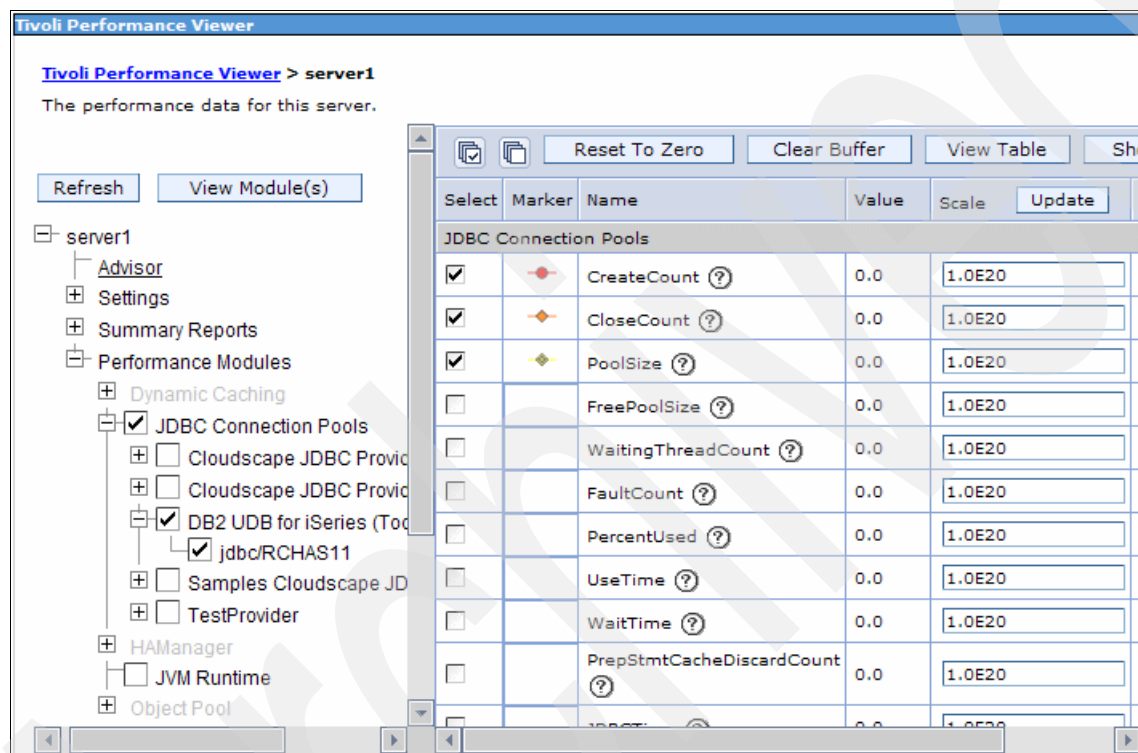 Tivoli Performance Viewer
Tivoli Performance Viewer > server1
The performance data for this server.
Refresh View Module(s)
server1
Advisor
Settings
Summary Reports
Performance Modules
Dynamic Caching
JDBC Connection Pools
Cloudscape JDBC Provid
Cloudscape JDBC Provid
DB2 UDB for iSeries (Too
jdbc/RCHAS11
Samples Cloudscape JD
TestProvider
HAManager
JVM Runtime
Object Pool
Reset To Zero Clear Buffer View Table Sh
Select Marker Name Value Scale Update
JDBC Connection Pools
CreateCount ? 0.0 1.0E20
CloseCount ? 0.0 1.0E20
PoolSize ? 0.0 1.0E20
FreePoolSize ? 0.0 1.0E20
WaitingThreadCount ? 0.0 1.0E20
FaultCount ? 0.0 1.0E20
PercentUsed ? 0.0 1.0E20
UseTime ? 0.0 1.0E20
WaitTime ? 0.0 1.0E20
PrepStmtCacheDiscardCount
? 0.0 1.0E20